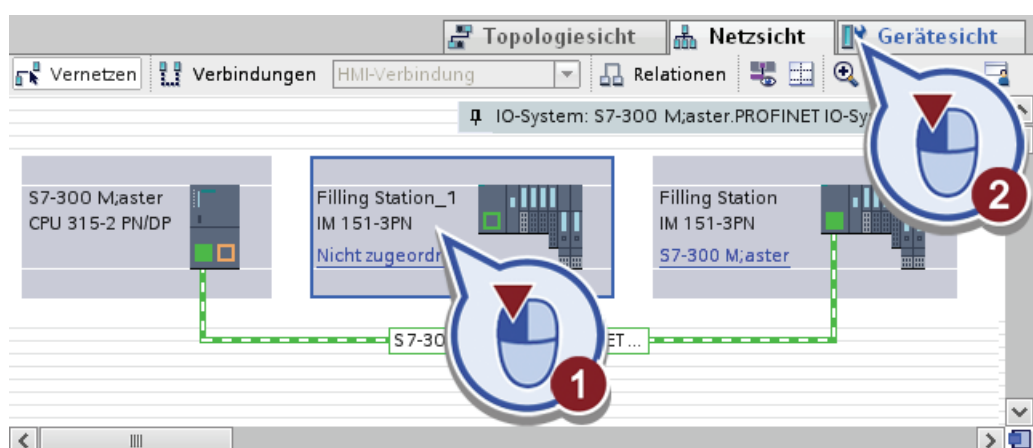 Topologiesicht Netzsicht Gerätesicht
Vernetzen Verbindungen HMI-Verbindung Relationen
IO-System: S7-300 M;aster.PROFINET IO-Sy
S7-300 M;aster
CPU 315-2 PN/DP
Filling Station_1
IM 151-3PN
Nicht zugeordn
Filling Station
IM 151-3PN
S7-300 M;aster
S7-30 ET...
1
2